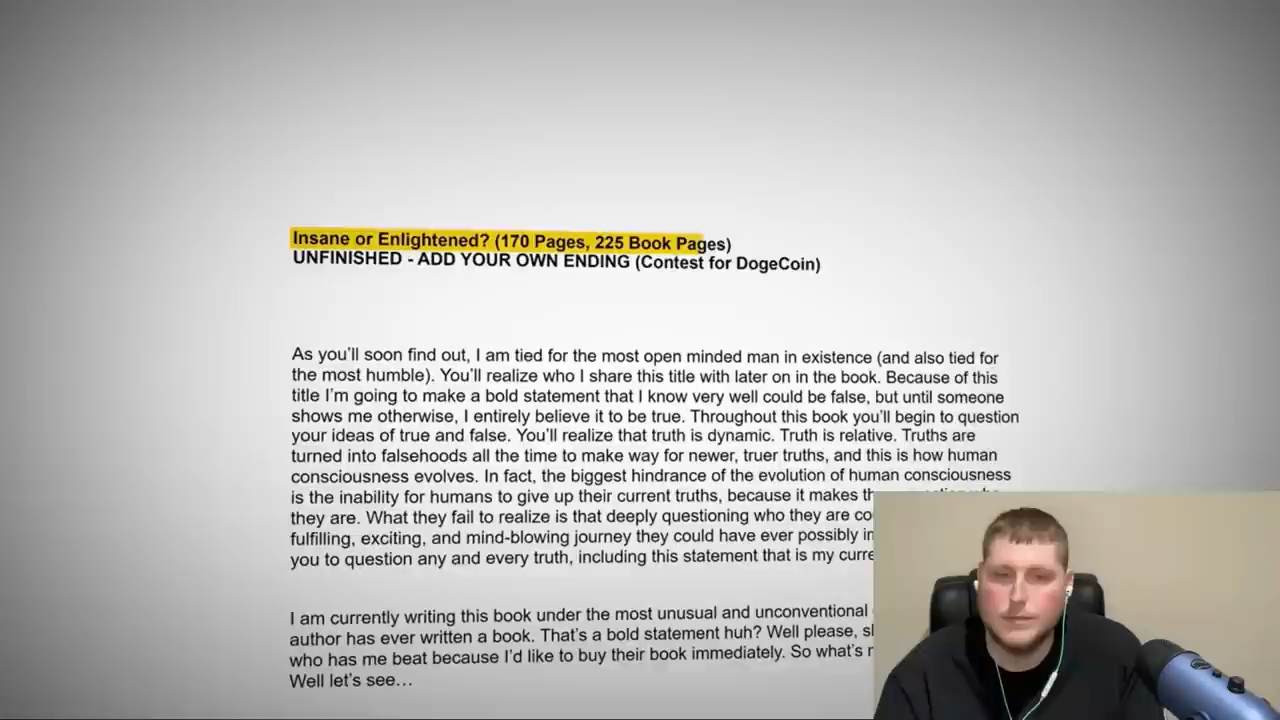 Insane or Enlightened? (170 Pages, 225 Book Pages)
UNFINISHED - ADD YOUR OWN ENDING (Contest for DogeCoin)
As you'll soon find out, I am tied for the most open minded man in existence (and also tied for
the most humble). You'll realize who I share this title with later on in the book. Because of this
title I'm going to make a bold statement that I know very well could be false, but until someone
shows me otherwise, I entirely believe it to be true. Throughout this book you'll begin to question
your ideas of true and false. You'll realize that truth is dynamic. Truth is relative. Truths are
turned into falsehoods all the time to make way for newer, truer truths, and this is how human
consciousness evolves. In fact, the biggest hindrance of the evolution of human consciousness
is the inability for humans to give up their current truths, because it makes
they are. What they fail to realize is that deeply questioning who they are
fulfilling, exciting, and mind-blowing journey they could have ever possibly
you to question any and every truth, including this statement that is my
I am currently writing this book under the most unusual and unconventional
author has ever written a book. That's a bold statement huh? Well please,
who has me beat because I'd like to buy their book immediately. So what's
Well let's see…